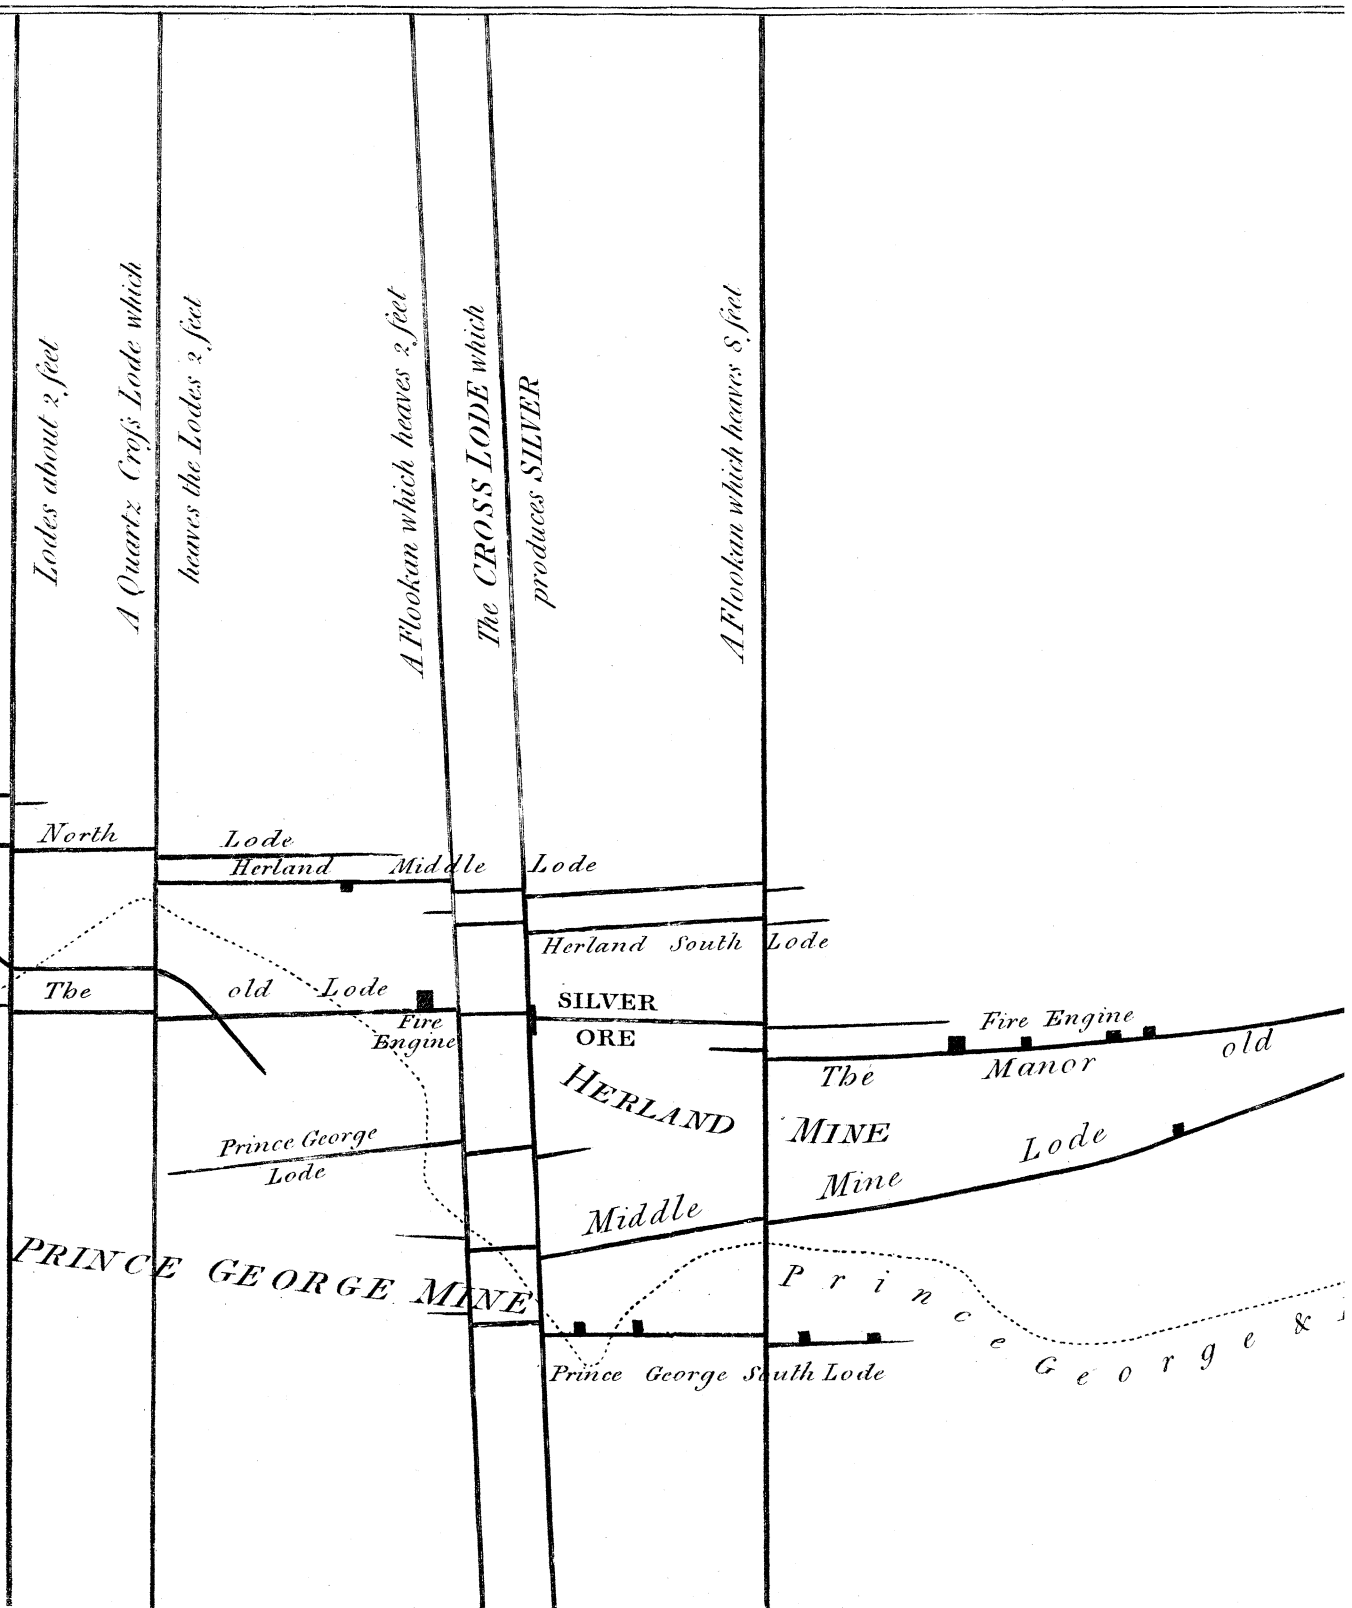 Lodes about 2 feet
A Quartz Croſs Lode which
heaves the Lodes 2 feet
A Flookan which heaves 2 feet
The CROSS LODE which
produces SILVER
A Flookan which heaves 8 feet
North Lode
Herland Middle Lode
Herland South Lode
The old Lode
Fire
Engine
SILVER
ORE
Fire Engine
The Manor old
HERLAND MINE
Prince George
Lode
Middle Mine Lode
PRINCE GEORGE MINE
Prince George &
Prince George South Lode